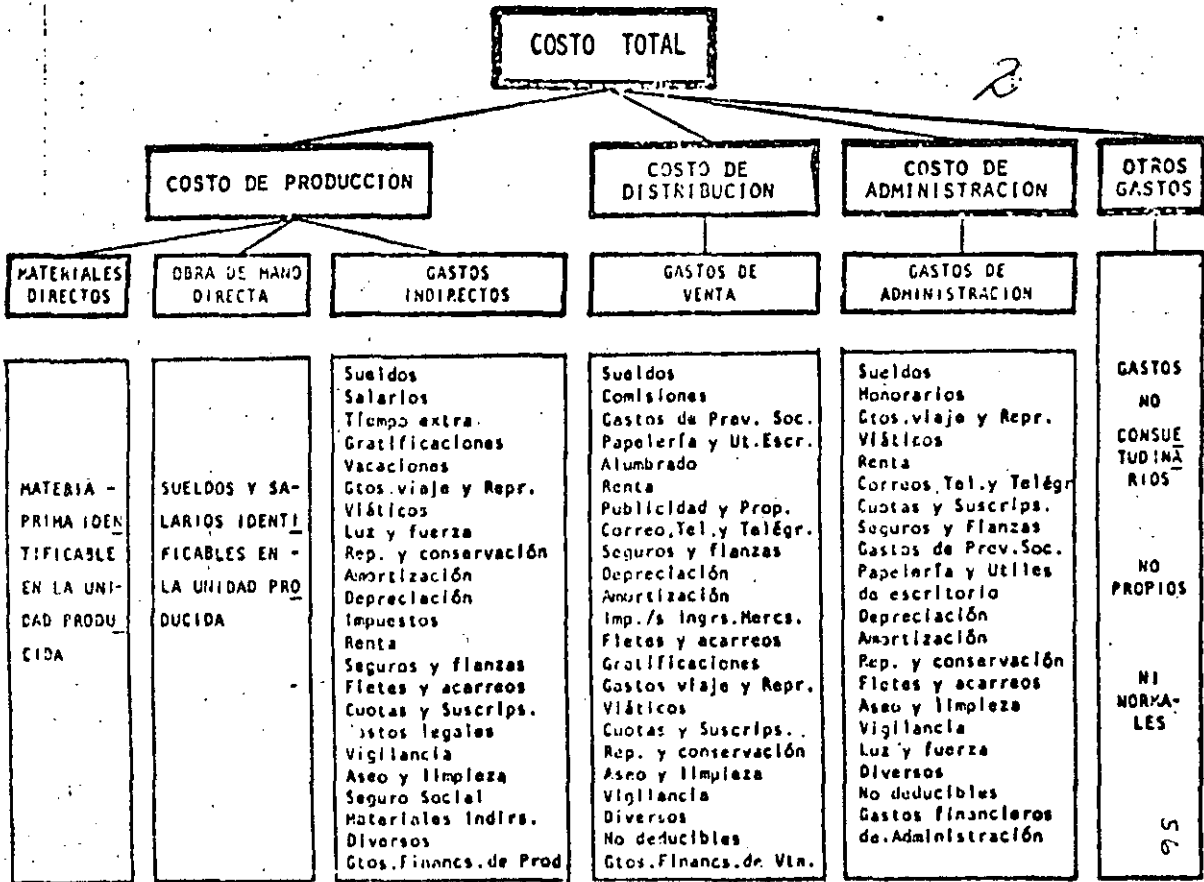 COSTO TOTAL
2
COSTO DE PRODUCCIÓN
COSTO DE
DISTRIBUCION
COSTO DE
ADMINISTRACION
OTROS
GASTOS
MATERIALES
DIRECTOS
OBRA DE MANO
DIRECTA
GASTOS
INDIRECTOS
GASTOS DE
VENTA
GASTOS DE
ADMINISTRACION
MATERIA -
PRIMA IDEN
TIFICABLE
EN LA UNI-
DAD PRODU
CIDA
SUELDOS Y SA-
LARIOS IDENTI
FICABLES EN -
LA UNIDAD PRO
DUCIDA
Sueldos
Salarios
Tiempo extra.
Gratificaciones
Vacaciones
Gtos.viaje y Repr.
Viáticos
Luz y fuerza
Rep. y conservación
Amortización
Depreciación
Impuestos
Renta
Seguros y fianzas
Fletes y acarreos
Cuotas y Suscrips.
astos legales
Vigilancia
Aseo y limpieza
Seguro Social
Materiales Indirs.
Diversos
Gtos.Financs.de Prod
Sueldos
Comisiones
Gastos de Prev. Soc.
Papelería y Ut.Escr.
Alumbrado
Renta
Publicidad y Prop.
Correo,Tel.y Telégr.
Seguros y fianzas
Depreciación
Amortización
Imp./s Ingrs.Mercs.
Fletes y acarreos
Gratificaciones
Gastos viaje y Repr.
Viáticos
Cuotas y Suscrips..
Rep. y conservación
Aseo y limpieza
Vigilancia
Diversos
No deducibles
Gtos.Financs.de Vtn.
Sueldos
Honorarios
Gtos.viaje y Repr.
Viáticos
Renta
Correos,Tel.y Telégr
Cuotas y Suscrips.
Seguros y Fianzas
Gastos de Prev.Soc.
Papelería y Utiles
de escritorio
Depreciación
Amortización
Rep. y conservación
Fletes y acarreos
Aseo y limpieza
Vigilancia
Luz y fuerza
Diversos
No deducibles
Gastos financieros
de.Administración
GASTOS
NO
CONSUE
TUDINA
RIOS
NO
PROPIOS
NI
NORMA-
LES
56